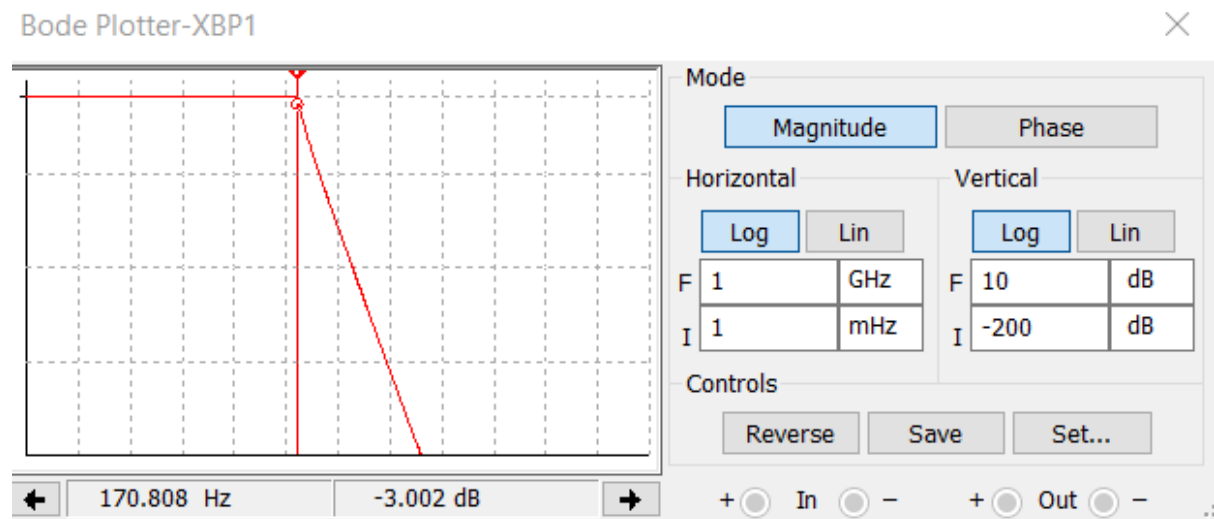 Bode Plotter-XBP1
Mode
Magnitude Phase
Horizontal Vertical
Log Lin Log Lin
F 1 GHz F 10 dB
I 1 mHz I -200 dB
Controls
Reverse Save Set...
170.808 Hz -3.002 dB + In − + Out −